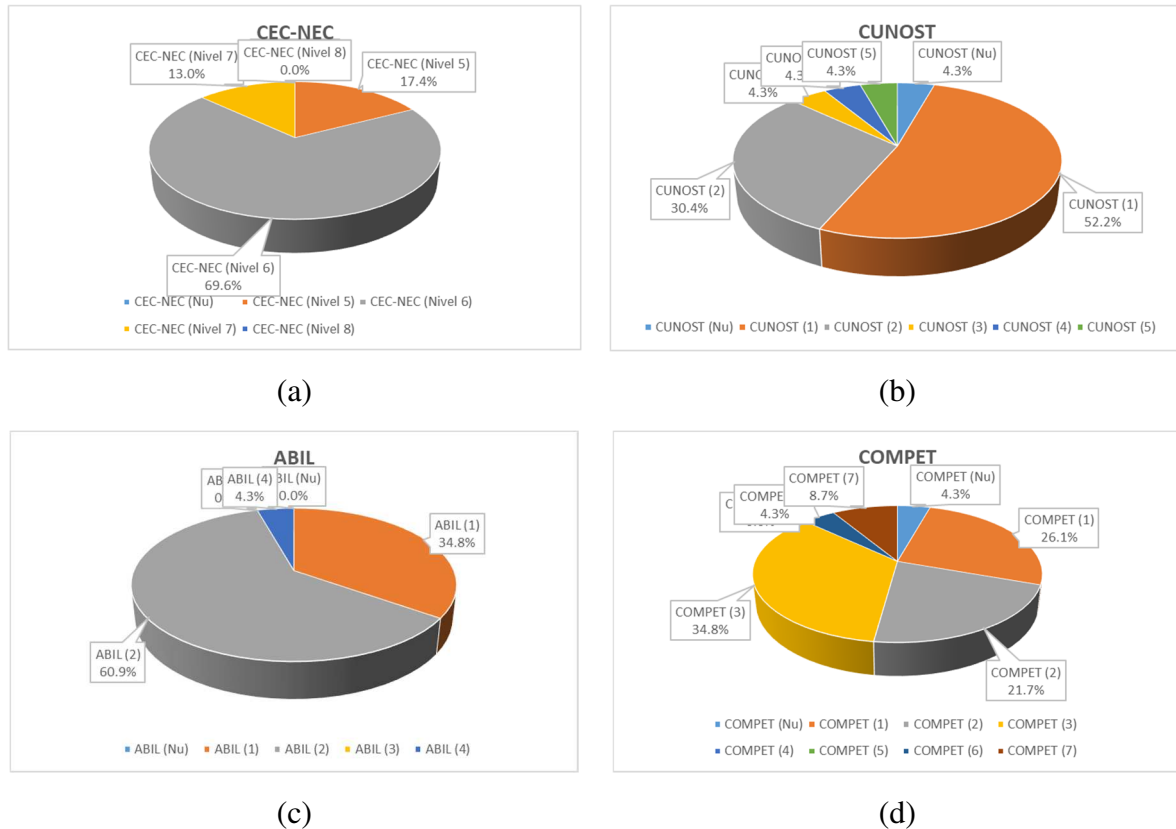 CEC-NEC
CEC-NEC (Nivel 7)
13.0%
CEC-NEC (Nivel 8)
0.0%
CEC-NEC (Nivel 5)
17.4%
CEC-NEC (Nivel 6)
69.6%
CEC-NEC (Nu) CEC-NEC (Nivel 5) CEC-NEC (Nivel 6)
CEC-NEC (Nivel 7) CEC-NEC (Nivel 8)
(a)
CUNOST
4.3%
4.3
CUNOST (5)
4.3%
CUNOST (Nu)
4.3%
CUNOST (2)
30.4%
CUNOST (1)
52.2%
CUNOST (Nu) CUNOST (1) CUNOST (2) CUNOST (3) CUNOST (4) CUNOST (5)
(b)
ABIL
ABIL (4)
4.3%
(Nu)
0.0%
ABIL (1)
34.8%
ABIL (2)
60.9%
ABIL (Nu) ABIL (1) ABIL (2) ABIL (3) ABIL (4)
(c)
COMPET
COMPET
4.3%
COMPET (7)
8.7%
COMPET (Nu)
4.3%
COMPET (1)
26.1%
COMPET (3)
34.8%
COMPET (2)
21.7%
COMPET (Nu) COMPET (1) COMPET (2) COMPET (3)
COMPET (4) COMPET (5) COMPET (6) COMPET (7)
(d)